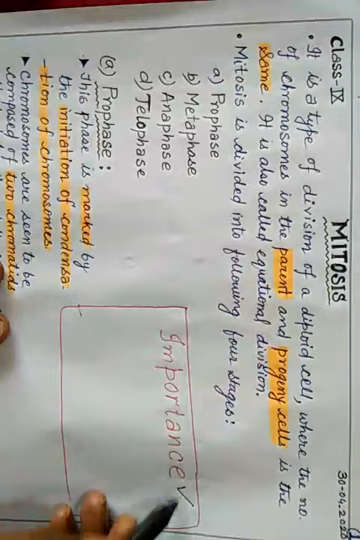 Class-IX
MITOSIS
30-04.2020
• It is a type of division of a diploid cell, where the no.
of chromosomes in the parent and progeny cells is the
same. It is also called equational division.
• Mitosis is divided into following four stages:
a) Prophase
b) Metaphase
c) Anaphase
d) Telophase
(a) Prophase:
→ This phase is marked by
the initiation of condensa-
-tion of chromosomes.
→ Chromosomes are seen to be
composed of two chromatids
Importance ✓